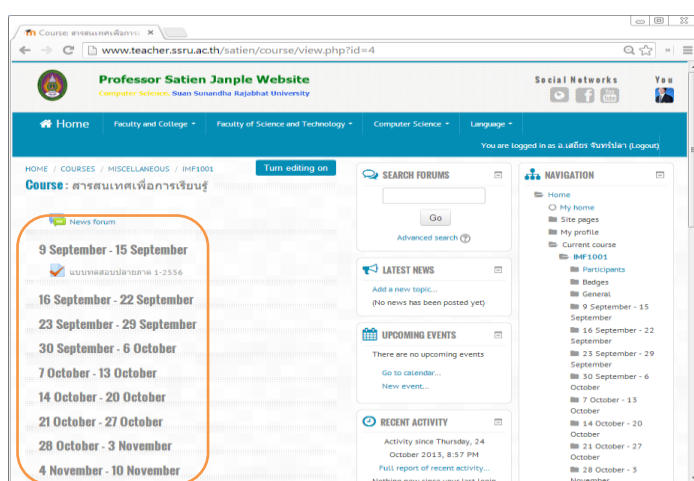 Course: สารสนเทศเพื่อการเ
www.teacher.ssru.ac.th/satien/course/view.php?id=4
Professor Satien Janple Website
Computer Science, Suan Sunandha Rajabhat University
Social Networks
You
Home
Faculty and College
Faculty of Science and Technology
Computer Science
Language
You are logged in as อ.เสถียร จันทร์ปลา (Logout)
HOME / COURSES / MISCELLANEOUS / IMF1001
Turn editing on
Course : สารสนเทศเพื่อการเรียนรู้
News forum
9 September - 15 September
แบบทดสอบปลายภาค 1-2556
16 September - 22 September
23 September - 29 September
30 September - 6 October
7 October - 13 October
14 October - 20 October
21 October - 27 October
28 October - 3 November
4 November - 10 November
SEARCH FORUMS
Go
Advanced search
LATEST NEWS
Add a new topic...
(No news has been posted yet)
UPCOMING EVENTS
There are no upcoming events
Go to calendar...
New event...
RECENT ACTIVITY
Activity since Thursday, 24
October 2013, 8:57 PM
Full report of recent activity...
Nothing new since your last login
NAVIGATION
Home
My home
Site pages
My profile
Current course
IMF1001
Participants
Badges
General
9 September - 15
September
16 September - 22
September
23 September - 29
September
30 September - 6
October
7 October - 13
October
14 October - 20
October
21 October - 27
October
28 October - 3
November